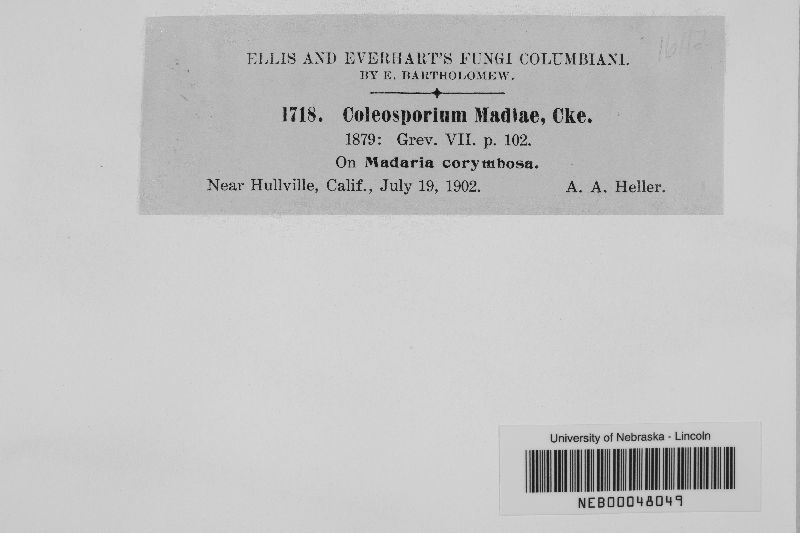 ELLIS AND EVERHART'S FUNGI COLUMBIANI.
BY E. BARTHOLOMEW.
1718. Coleosporium Madiae, Cke.
1879: Grev. VII. p. 102.
On Madaria corymbosa.
Near Hullville, Calif., July 19, 1902. A. A. Heller.
University of Nebraska - Lincoln
NEB00048049